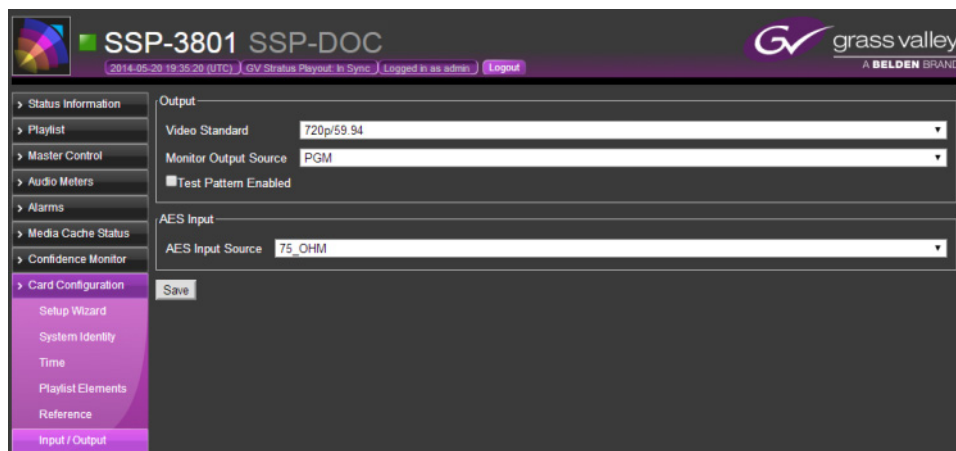 SSP-3801 SSP-DOC
2014-05-20 19:35:20 (UTC) GV Stratus Playout: In Sync Logged in as admin Logout
grass valley
A BELDEN BRAND
Status Information
Playlist
Master Control
Audio Meters
Alarms
Media Cache Status
Confidence Monitor
Card Configuration
Setup Wizard
System Identity
Time
Playlist Elements
Reference
Input / Output
Output
Video Standard 720p/59.94
Monitor Output Source PGM
Test Pattern Enabled
AES Input
AES Input Source 75_OHM
Save